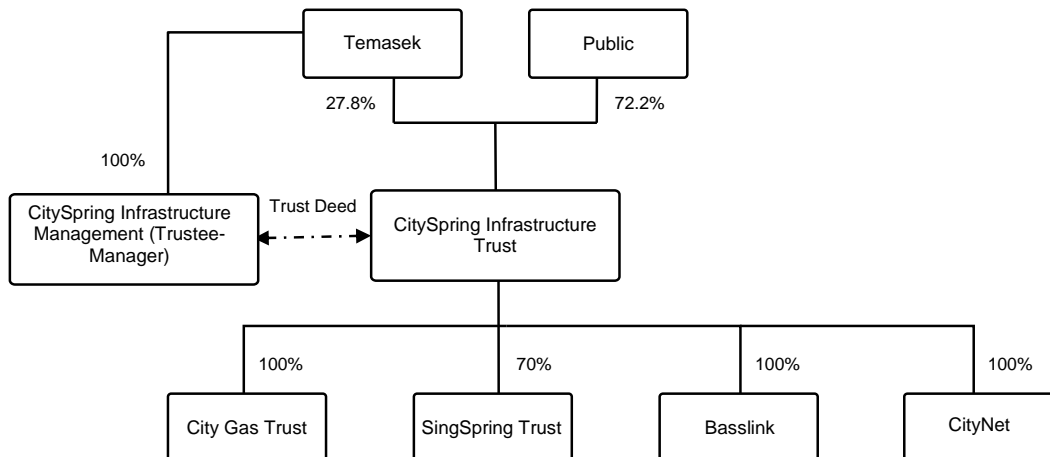 Temasek
Public
27.8%
72.2%
100%
CitySpring Infrastructure
Management (Trustee-
Manager)
Trust Deed
CitySpring Infrastructure
Trust
100%
70%
100%
100%
City Gas Trust
SingSpring Trust
Basslink
CityNet